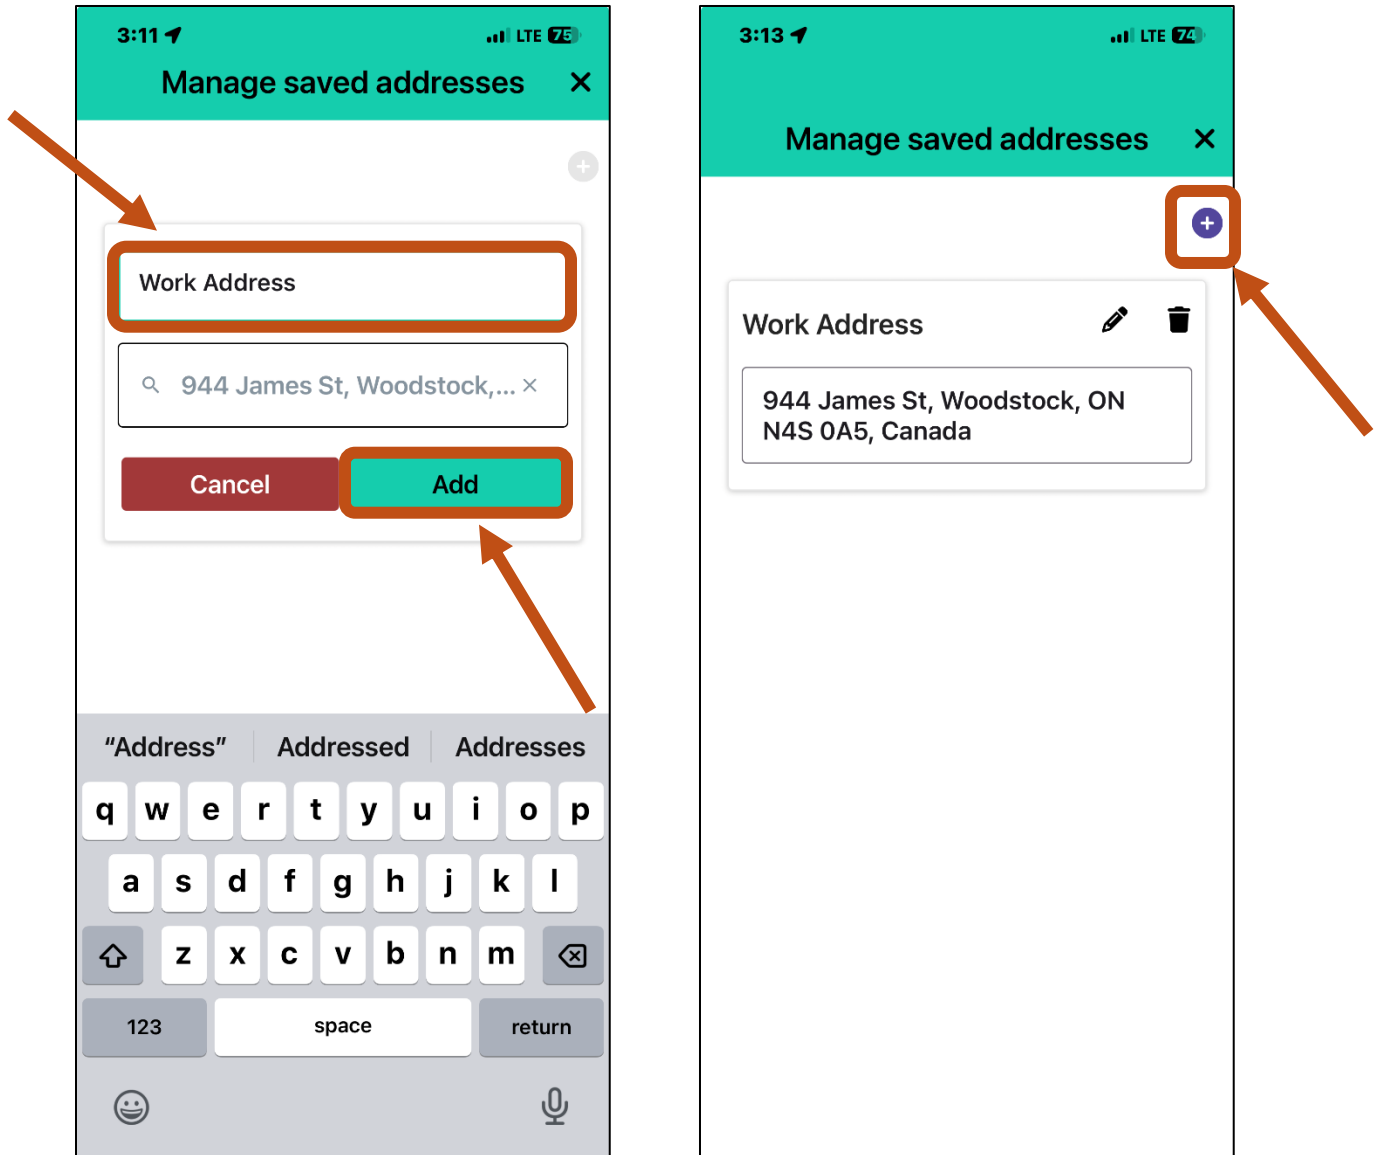 3:11
LTE 75
Manage saved addresses
Work Address
944 James St, Woodstock,...
Cancel
Add
"Address"
Addressed
Addresses
q w e r t y u i o p
a s d f g h j k l
z x c v b n m
123
space
return
3:13
LTE 74
Manage saved addresses
Work Address
944 James St, Woodstock, ON
N4S 0A5, Canada